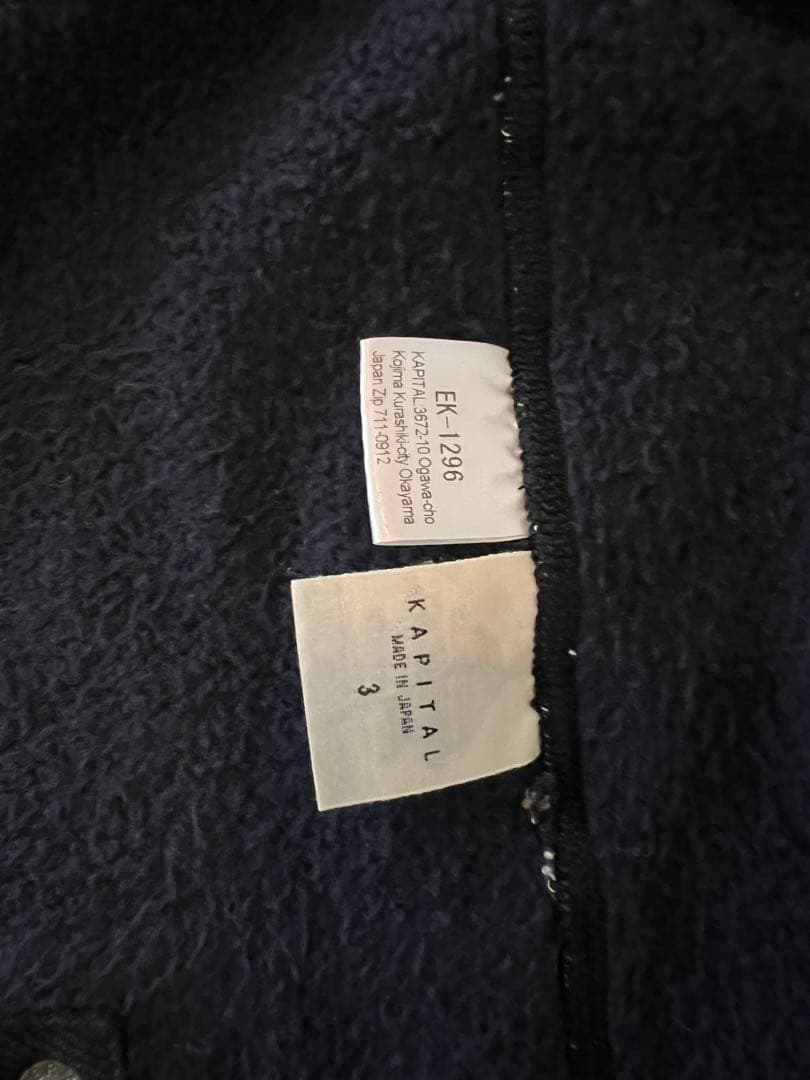 EK-1296
KAPITAL 3672-10 Ogawa-cho
Kojima Kurashiki-city Okayama
Japan Zip 711-0912
KAPITAL
MADE IN JAPAN
3